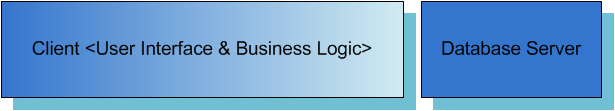 Client <User Interface & Business Logic>
Database Server